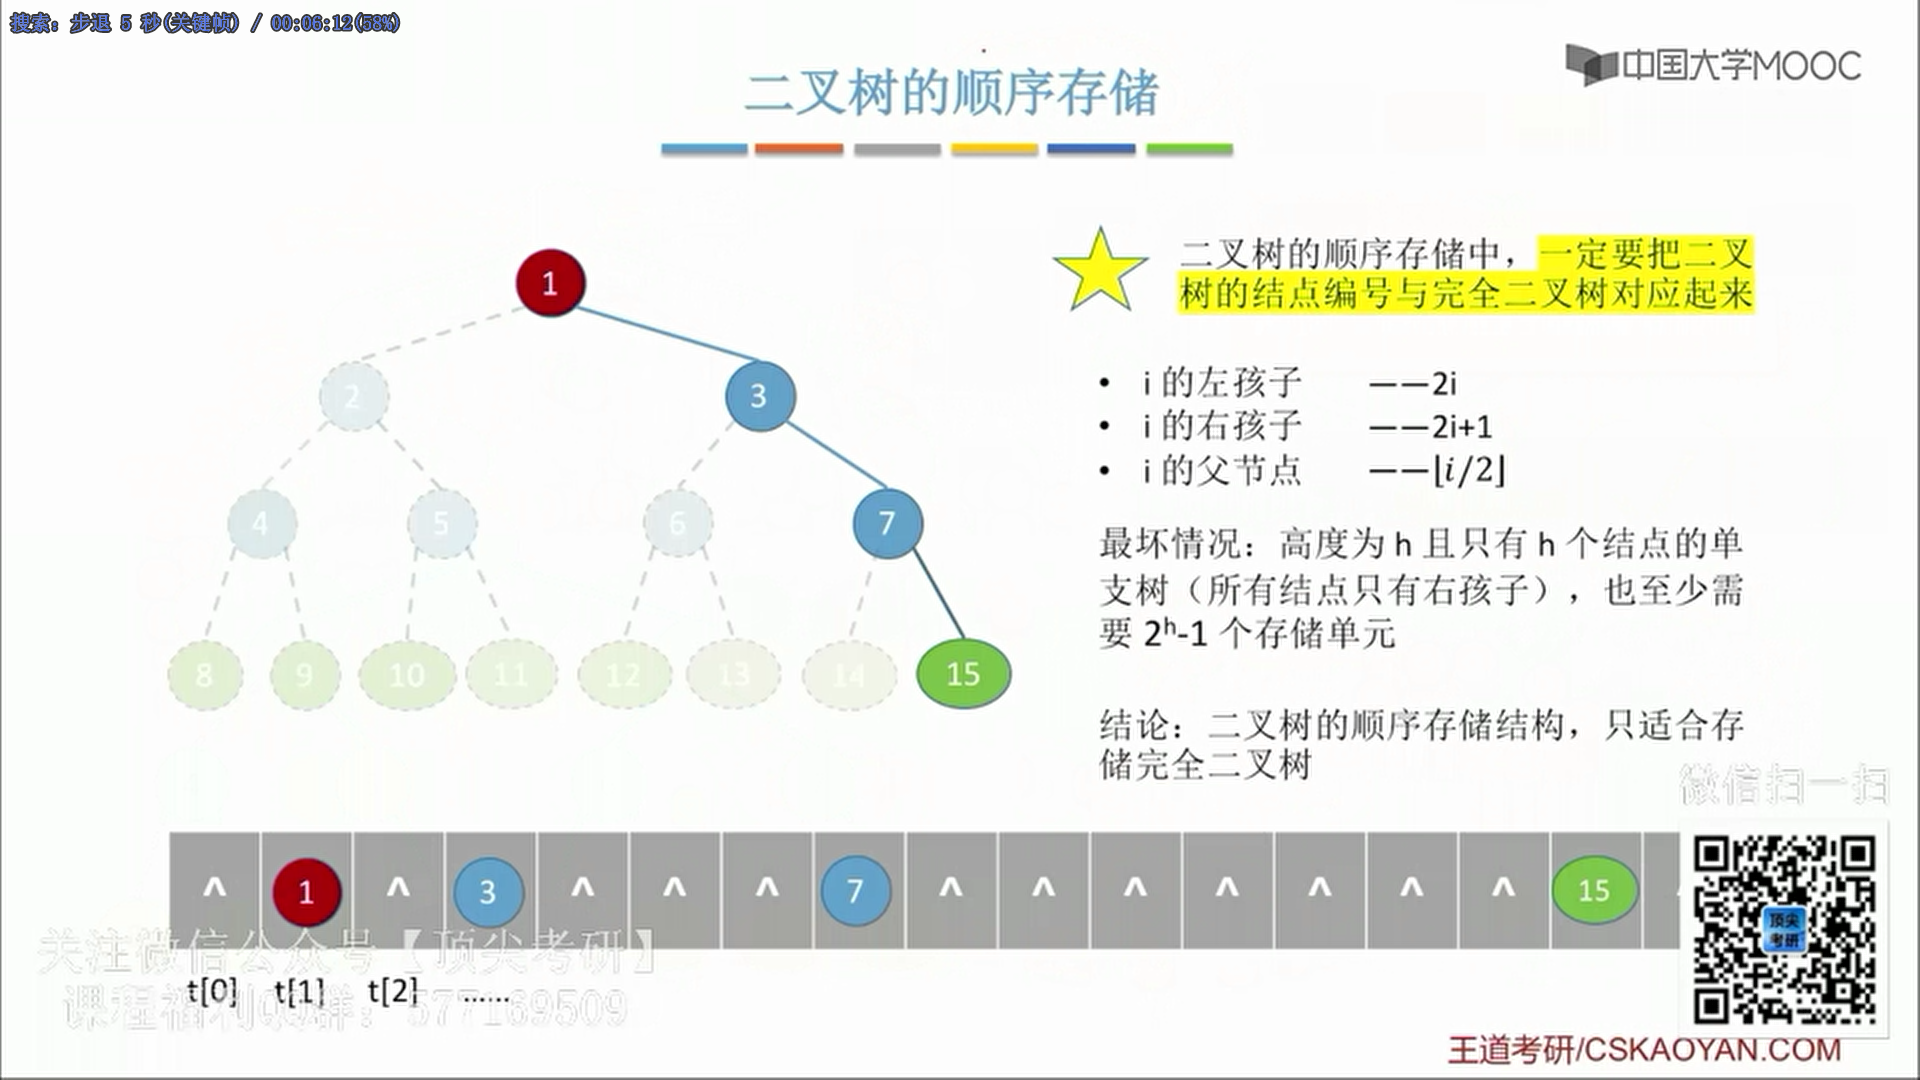 搜索: 步退 5 秒(关键帧) / 00:06:12(58%)
中国大学MOOC
二叉树的顺序存储
二叉树的顺序存储中，一定要把二叉
树的结点编号与完全二叉树对应起来
• i 的左孩子 ——2i
• i 的右孩子 ——2i+1
• i 的父节点 ——⌊i/2⌋
最坏情况：高度为 h 且只有 h 个结点的单
支树（所有结点只有右孩子），也至少需
要 2ʰ-1 个存储单元
结论：二叉树的顺序存储结构，只适合存
储完全二叉树
1
2 3
4 5 6 7
8 9 10 11 12 13 14 15
微信扫一扫
^ 1 ^ 3 ^ ^ ^ 7 ^ ^ ^ ^ ^ ^ ^ 15
顶尖
考研
关注微信公众号【顶尖考研】
t[0] t[1] t[2] ......
课程福利QQ群：577169509
王道考研/CSKAOYAN.COM